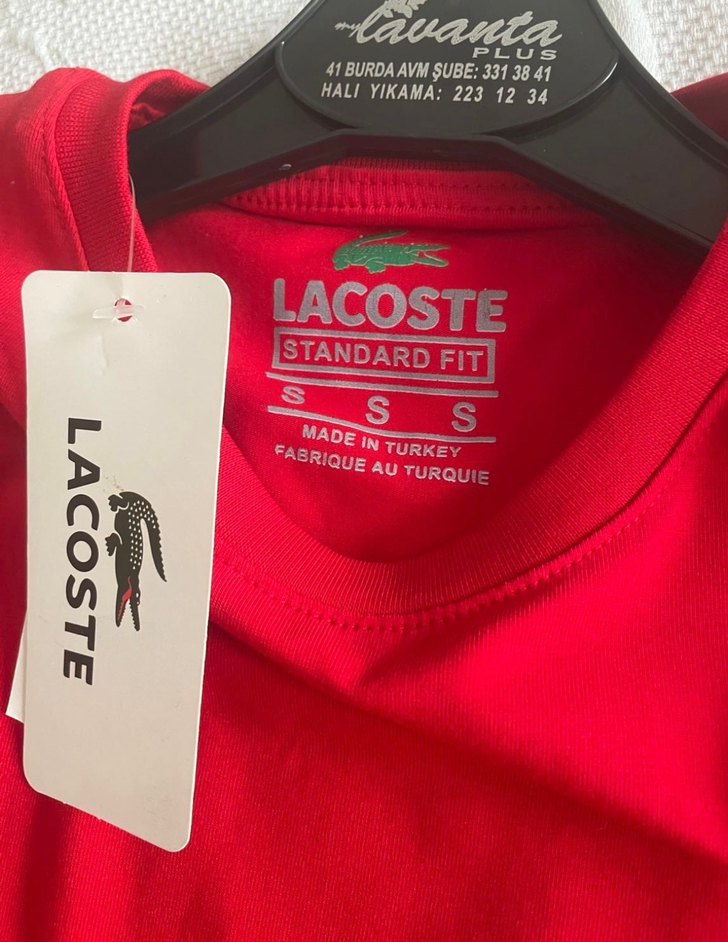 my lavanta
PLUS
41 BURDA AVM ŞUBE: 331 38 41
HALI YIKAMA: 223 12 34
LACOSTE
STANDARD FIT
S S S
MADE IN TURKEY
FABRIQUE AU TURQUIE
LACOSTE